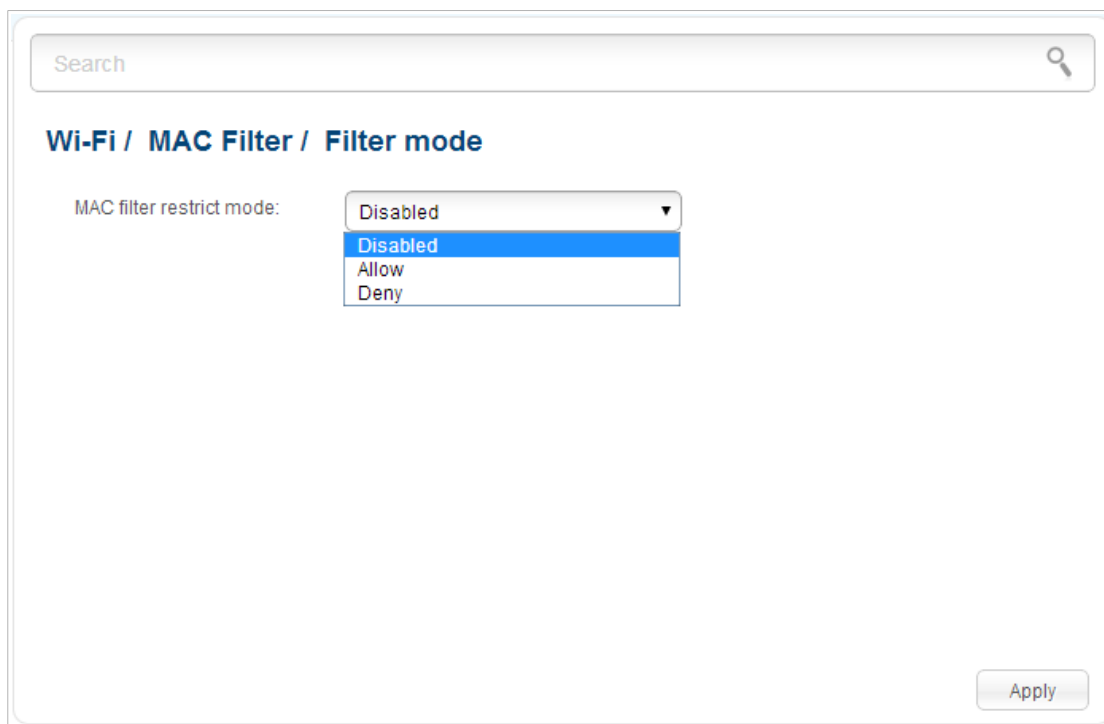 Search
Wi-Fi / MAC Filter / Filter mode
MAC filter restrict mode:
Disabled
Disabled
Allow
Deny
Apply